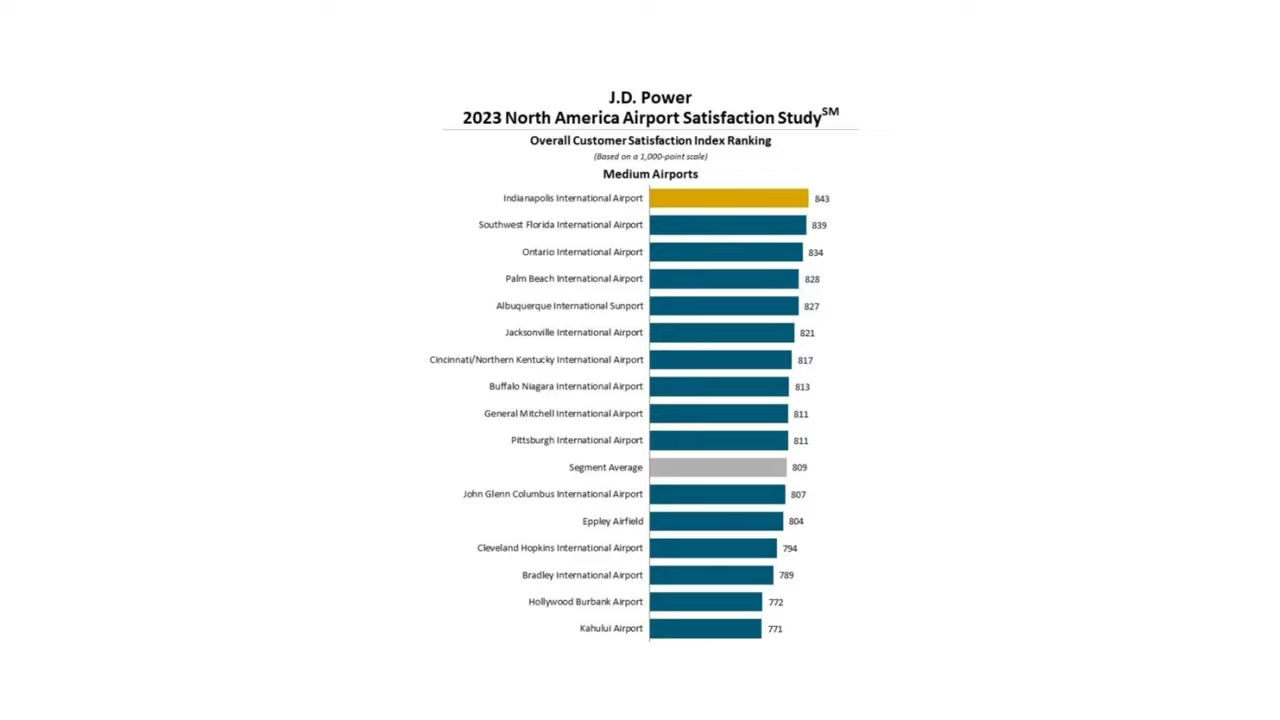 J.D. Power
2023 North America Airport Satisfaction StudySM
Overall Customer Satisfaction Index Ranking
(Based on a 1,000-point scale)
Medium Airports
Indianapolis International Airport 843
Southwest Florida International Airport 839
Ontario International Airport 834
Palm Beach International Airport 828
Albuquerque International Sunport 827
Jacksonville International Airport 821
Cincinnati/Northern Kentucky International Airport 817
Buffalo Niagara International Airport 813
General Mitchell International Airport 811
Pittsburgh International Airport 811
Segment Average 809
John Glenn Columbus International Airport 807
Eppley Airfield 804
Cleveland Hopkins International Airport 794
Bradley International Airport 789
Hollywood Burbank Airport 772
Kahului Airport 771